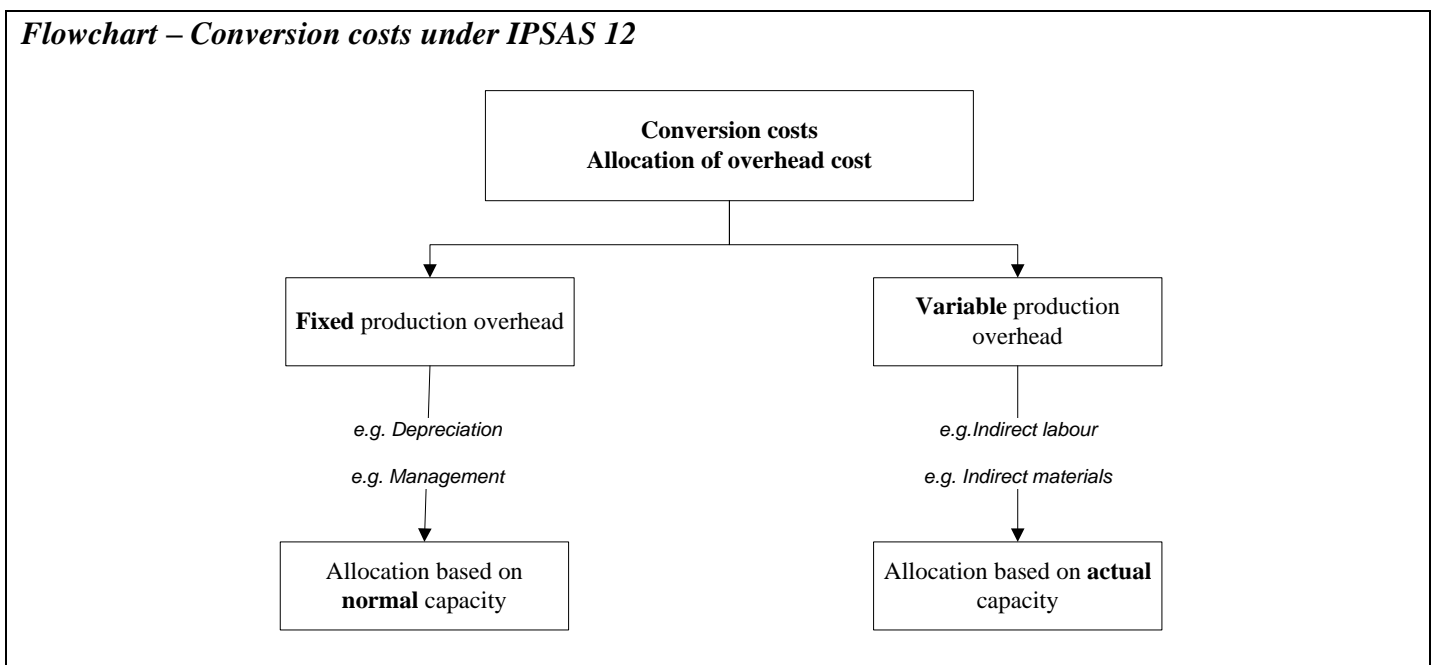 Flowchart – Conversion costs under IPSAS 12
Conversion costs
Allocation of overhead cost
Fixed production overhead
Variable production
overhead
e.g. Depreciation
e.g.Indirect labour
e.g. Management
e.g. Indirect materials
Allocation based on
normal capacity
Allocation based on actual
capacity